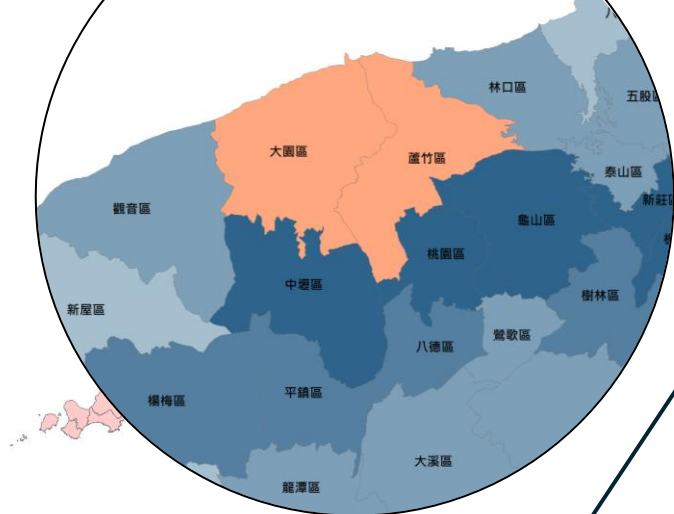 林口區
五股
大園區
蘆竹區
泰山區
新莊
觀音區
龜山區
桃園區
中壢區
樹林區
新屋區
鶯歌區
八德區
楊梅區
平鎮區
大溪區
龍潭區